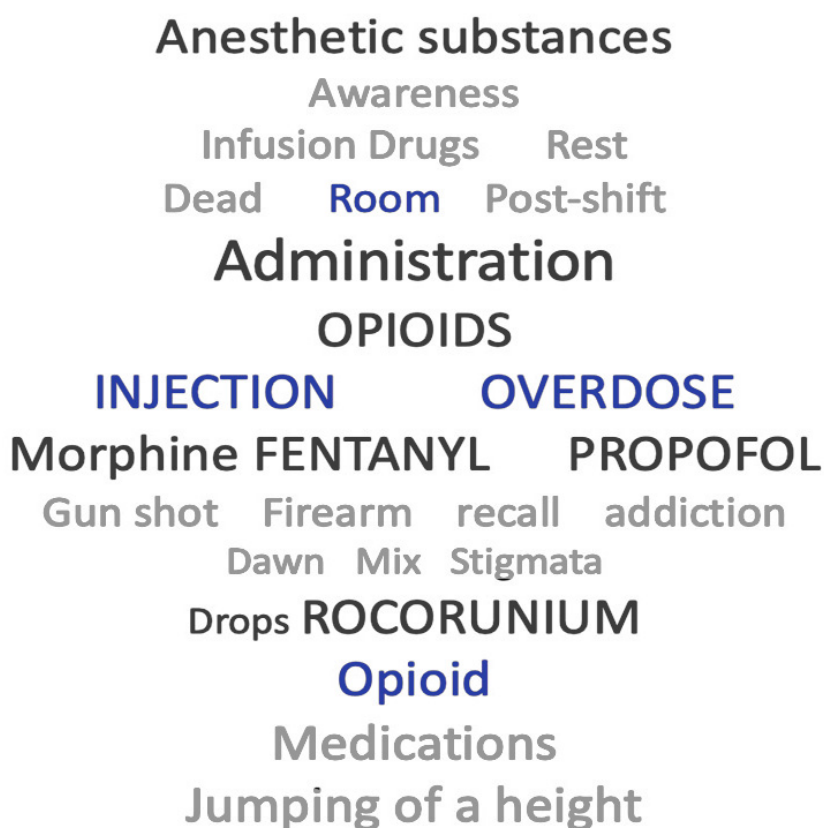 Anesthetic substances
Awareness
Infusion Drugs Rest
Dead Room Post-shift
Administration
OPIOIDS
INJECTION OVERDOSE
Morphine FENTANYL PROPOFOL
Gun shot Firearm recall addiction
Dawn Mix Stigmata
Drops ROCORUNIUM
Opioid
Medications
Jumping of a height